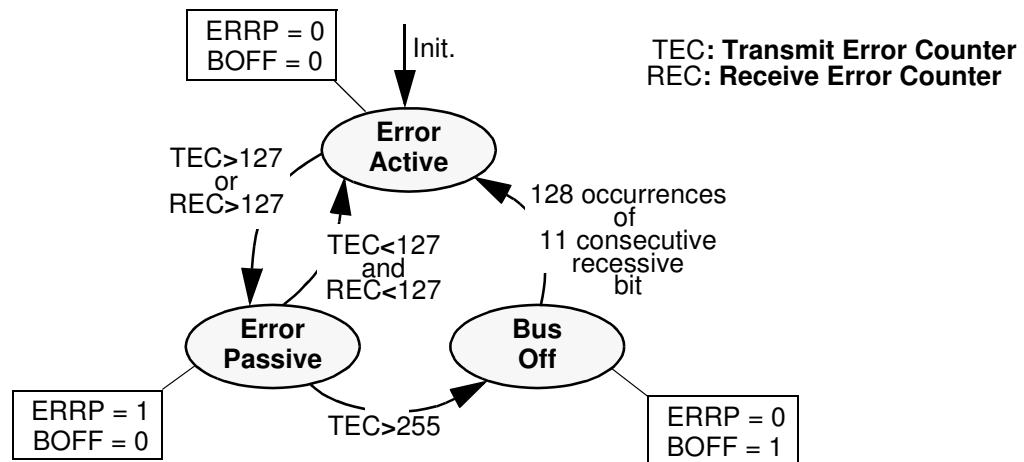 ERRP = 0
BOFF = 0
Init.
TEC: Transmit Error Counter
REC: Receive Error Counter
Error
Active
TEC>127
or
REC>127
TEC<127
and
REC<127
128 occurrences
of
11 consecutive
recessive
bit
Error
Passive
Bus
Off
TEC>255
ERRP = 1
BOFF = 0
ERRP = 0
BOFF = 1